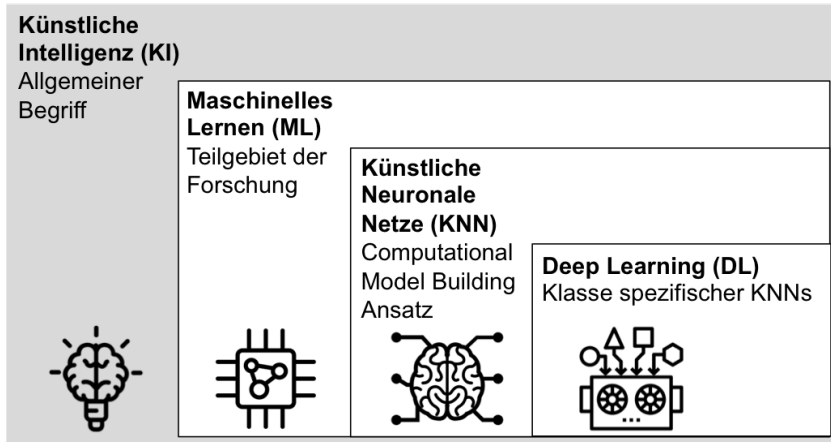 Künstliche
Intelligenz (KI)
Allgemeiner
Begriff
Maschinelles
Lernen (ML)
Teilgebiet der
Forschung
Künstliche
Neuronale
Netze (KNN)
Computational
Model Building
Ansatz
Deep Learning (DL)
Klasse spezifischer KNNs